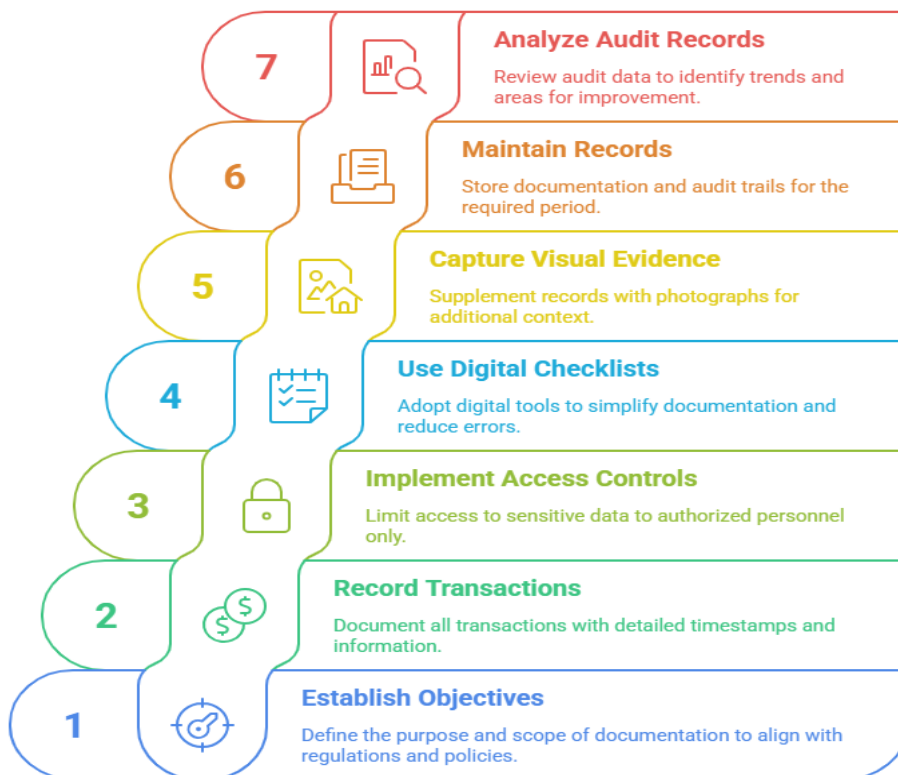 7
Analyze Audit Records
Review audit data to identify trends and
areas for improvement.
6
Maintain Records
Store documentation and audit trails for the
required period.
5
Capture Visual Evidence
Supplement records with photographs for
additional context.
4
Use Digital Checklists
Adopt digital tools to simplify documentation and
reduce errors.
3
Implement Access Controls
Limit access to sensitive data to authorized personnel
only.
2
$
$
Record Transactions
Document all transactions with detailed timestamps and
information.
1
Establish Objectives
Define the purpose and scope of documentation to align with
regulations and policies.